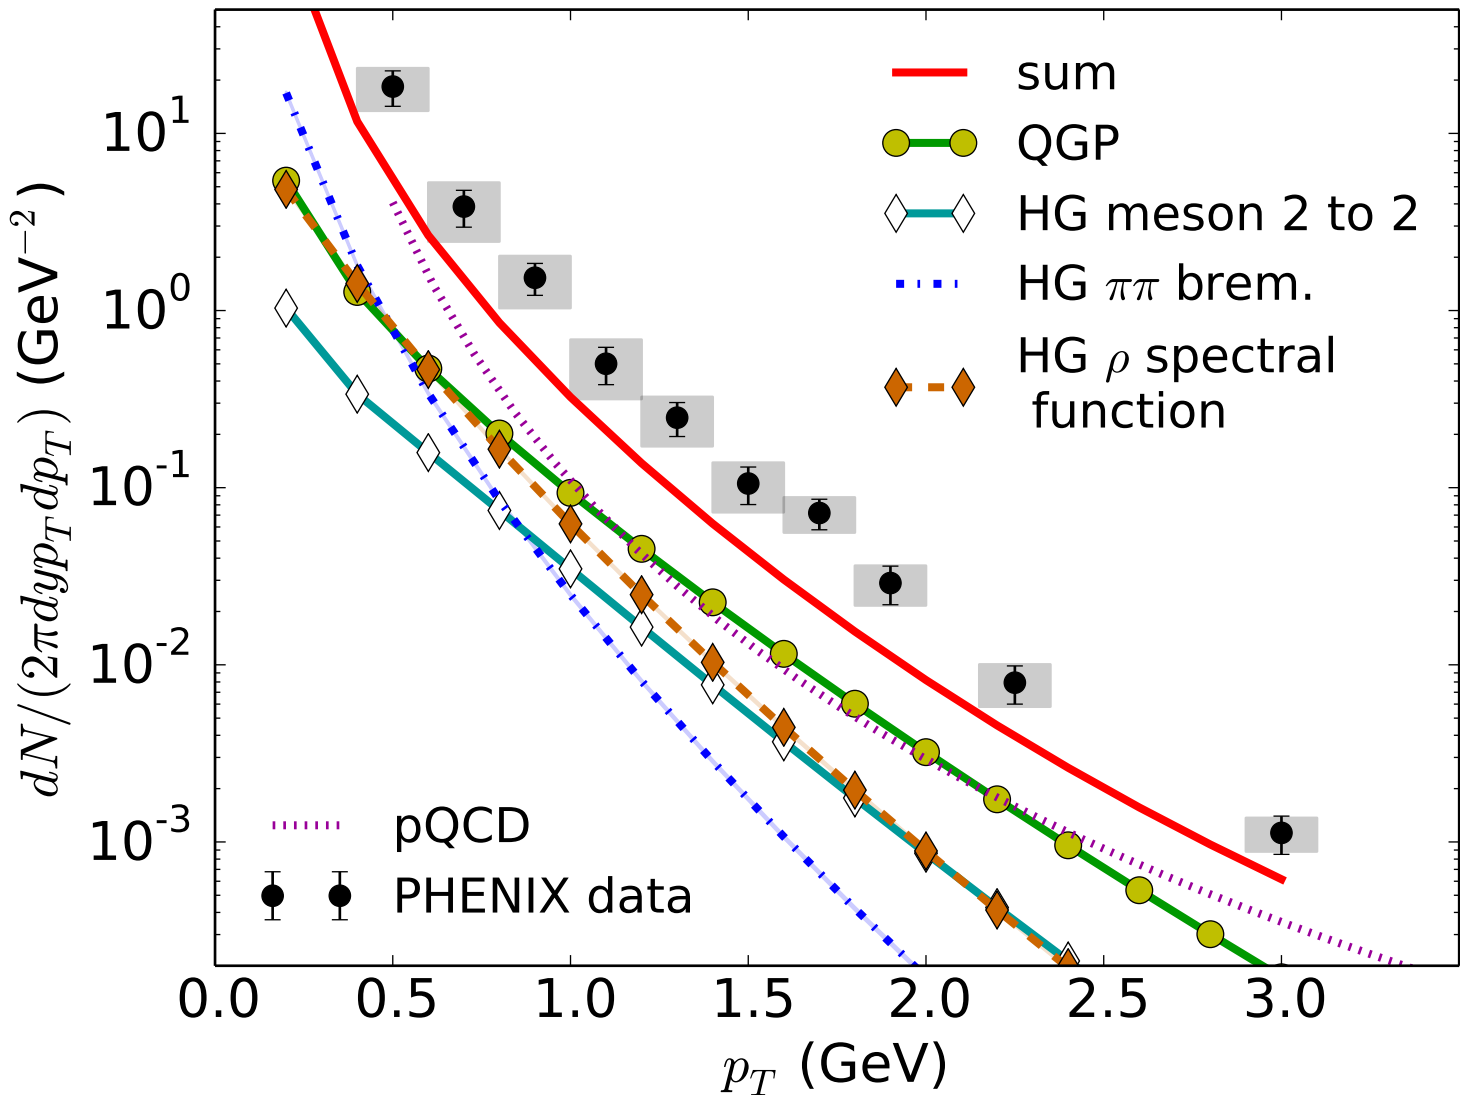 dN/(2πdyp_T dp_T) (GeV^−2)
10^1
10^0
10^-1
10^-2
10^-3
sum
QGP
HG meson 2 to 2
HG ππ brem.
HG ρ spectral
function
pQCD
PHENIX data
0.0 0.5 1.0 1.5 2.0 2.5 3.0
p_T (GeV)